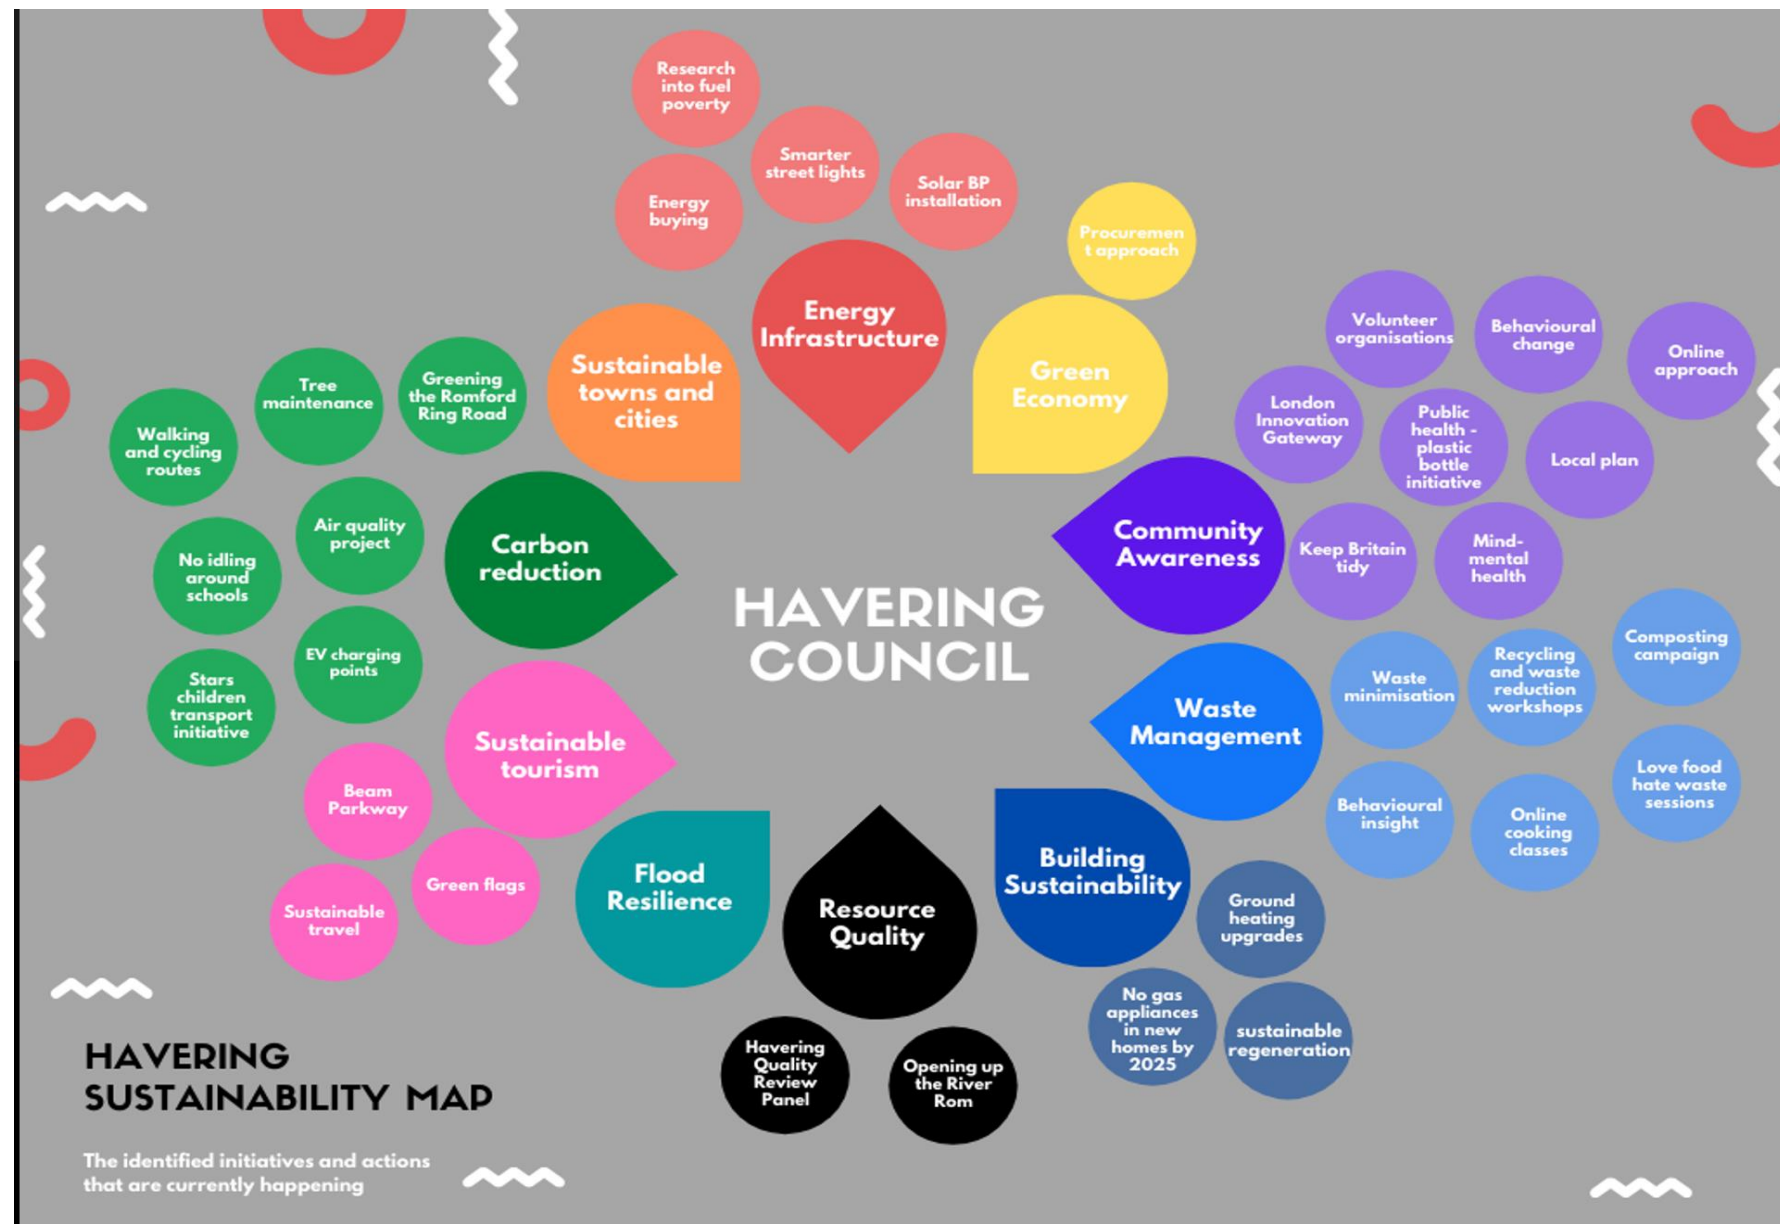 Research
into fuel
poverty
Smarter
street lights
Solar BP
installation
Energy
buying
Procuremen
t approach
Energy
Infrastructure
Sustainable
towns and
cities
Green
Economy
Volunteer
organisations
Behavioural
change
Online
approach
London
Innovation
Gateway
Public
health -
plastic
bottle
initiative
Local plan
Community
Awareness
Keep Britain
tidy
Mind-
mental
health
Greening
the Romford
Ring Road
Tree
maintenance
Walking
and cycling
routes
Air quality
project
No idling
around
schools
EV charging
points
Stars
children
transport
initiative
Carbon
reduction
HAVERING
COUNCIL
Waste
Management
Waste
minimisation
Recycling
and waste
reduction
workshops
Composting
campaign
Behavioural
insight
Online
cooking
classes
Love food
hate waste
sessions
Sustainable
tourism
Beam
Parkway
Green flags
Sustainable
travel
Flood
Resilience
Resource
Quality
Building
Sustainability
Ground
heating
upgrades
No gas
appliances
in new
homes by
2025
sustainable
regeneration
Havering
Quality
Review
Panel
Opening up
the River
Rom
HAVERING
SUSTAINABILITY MAP
The identified initiatives and actions
that are currently happening